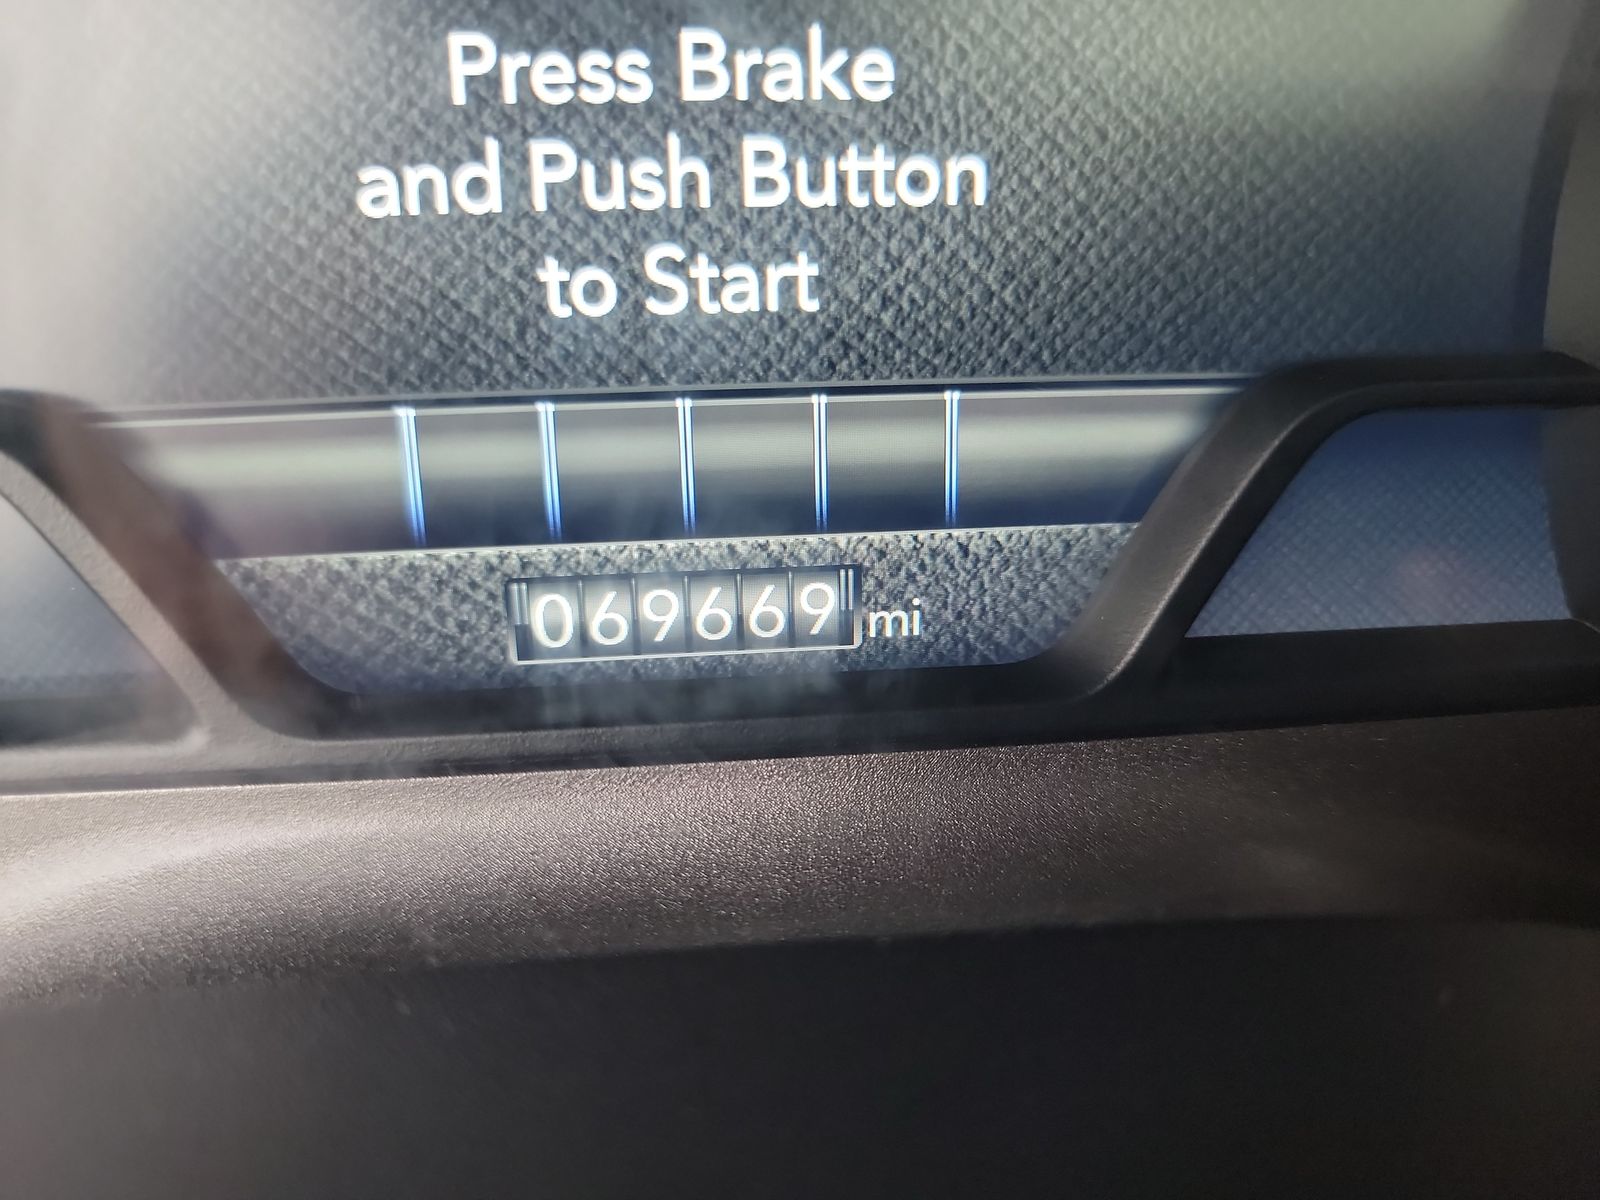 Press Brake
and Push Button
to Start
069669 mi